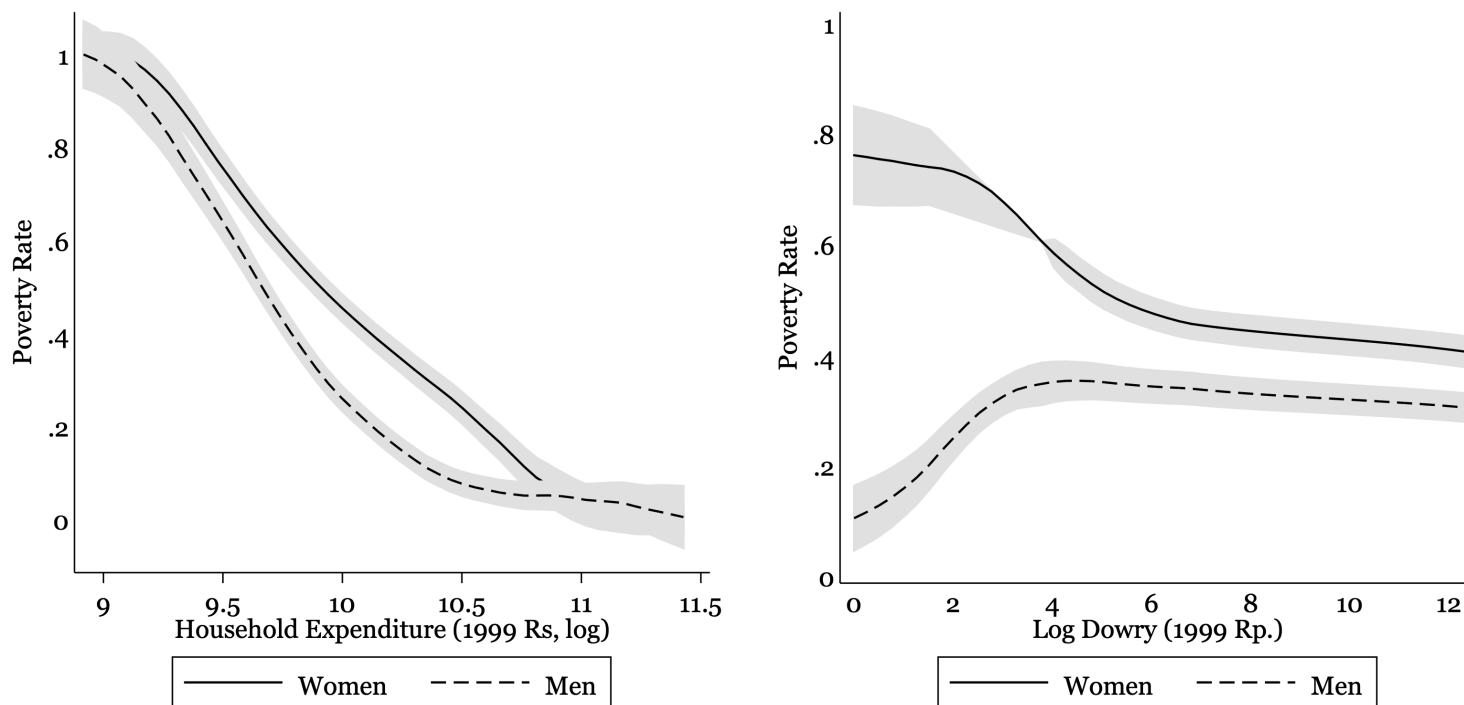 Poverty Rate
1
.8
.6
.4
.2
0
9 9.5 10 10.5 11 11.5
Household Expenditure (1999 Rs, log)
Women Men
Poverty Rate
1
.8
.6
.4
.2
0
0 2 4 6 8 10 12
Log Dowry (1999 Rp.)
Women Men